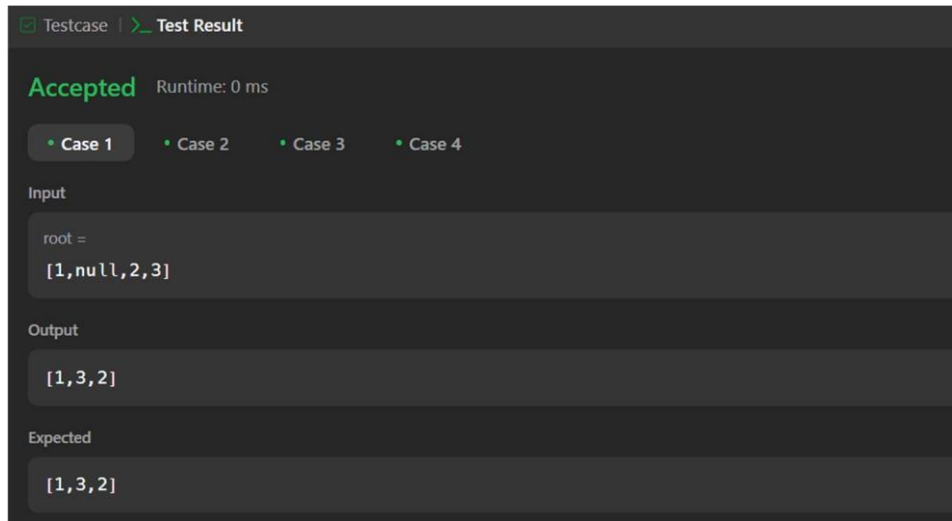 Testcase | >_ Test Result
Accepted Runtime: 0 ms
• Case 1 • Case 2 • Case 3 • Case 4
Input
root =
[1,null,2,3]
Output
[1,3,2]
Expected
[1,3,2]